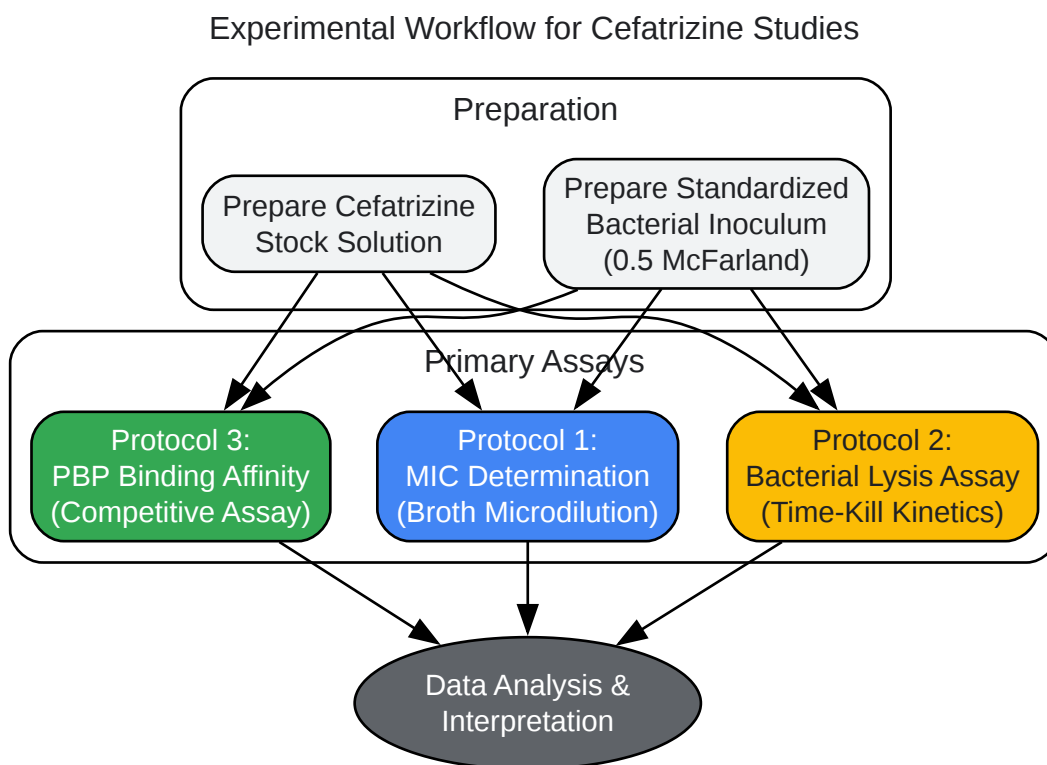 Experimental Workflow for Cefatrizine Studies
Preparation
Prepare Cefatrizine
Stock Solution
Prepare Standardized
Bacterial Inoculum
(0.5 McFarland)
Primary Assays
Protocol 3:
PBP Binding Affinity
(Competitive Assay)
Protocol 1:
MIC Determination
(Broth Microdilution)
Protocol 2:
Bacterial Lysis Assay
(Time-Kill Kinetics)
Data Analysis &
Interpretation